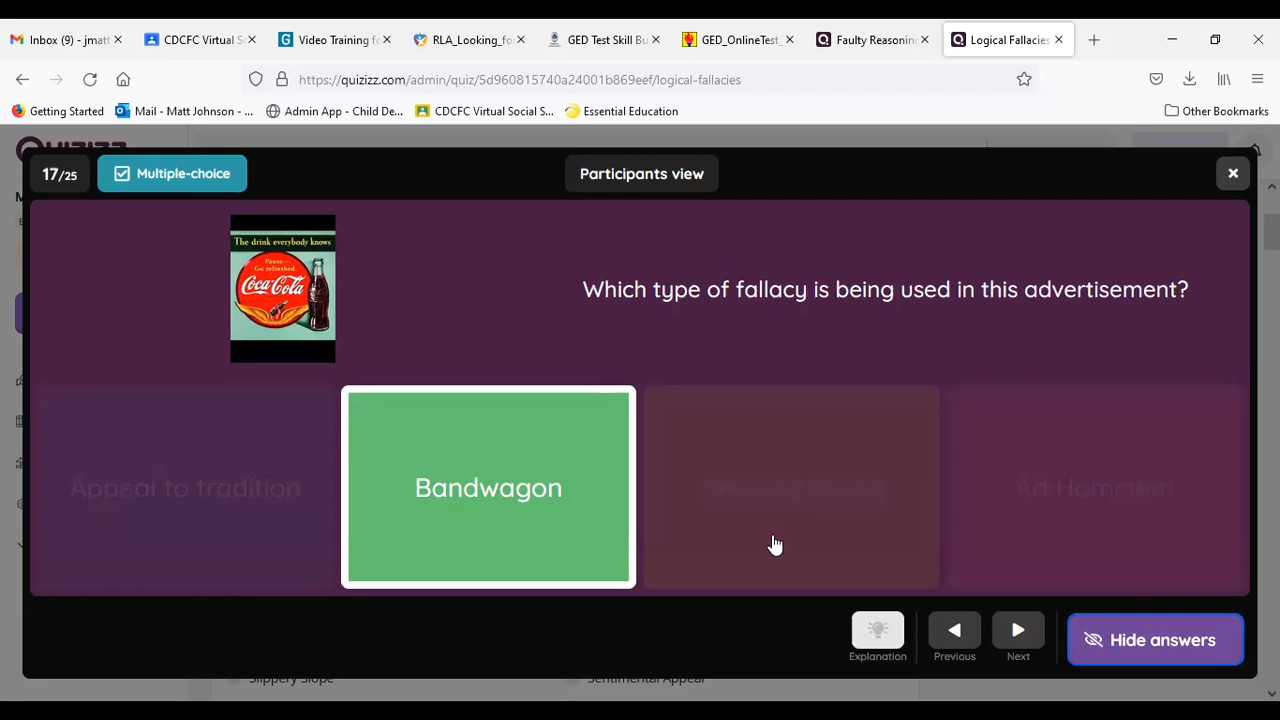 Inbox (9) - jmatt
CDCFC Virtual S
Video Training fo
RLA_Looking_fo
GED Test Skill Bu
GED_OnlineTest_
Faulty Reasonin
Logical Fallacies
https://quizizz.com/admin/quiz/5d960815740a24001b869eef/logical-fallacies
Getting Started
Mail - Matt Johnson - ...
Admin App - Child De...
CDCFC Virtual Social S...
Essential Education
Other Bookmarks
17/25
Multiple-choice
Participants view
The drink everybody knows
Pause—
Go refreshed
Coca-Cola
Which type of fallacy is being used in this advertisement?
Appeal to tradition
Bandwagon
Ad Hominem
Explanation
Previous
Next
Hide answers
Slippery Slope
Sentimental Appeal